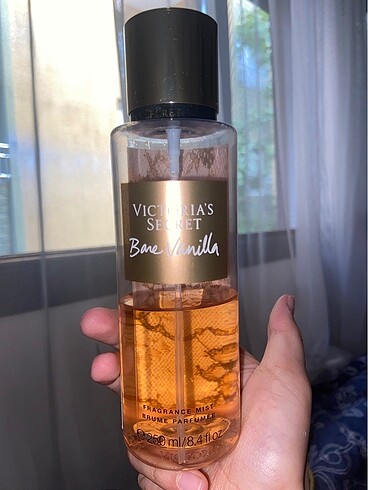 VICTORIA'S
SECRET
Bare Vanilla
FRAGRANCE MIST
BRUME PARFUMÉE
250 ml/8.4 fl oz